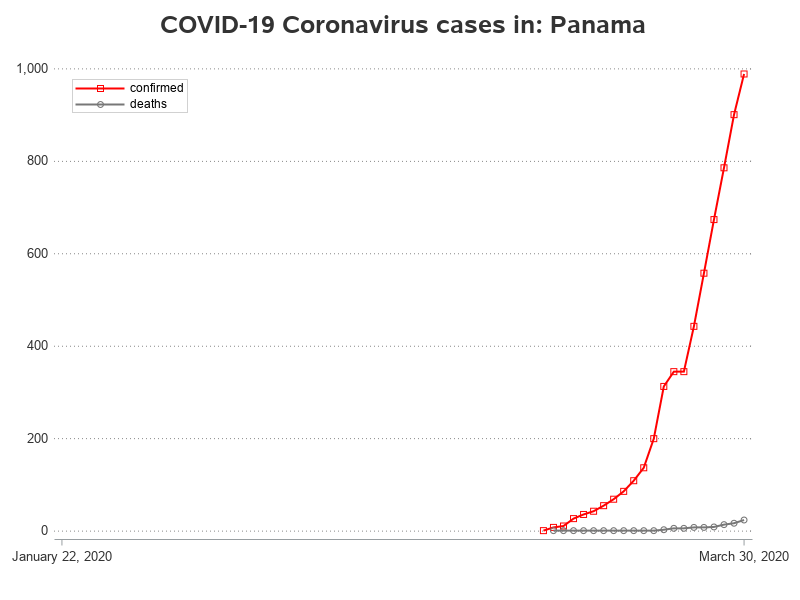 COVID-19 Coronavirus cases in: Panama
1,000
confirmed
deaths
800
600
400
200
0
January 22, 2020
March 30, 2020